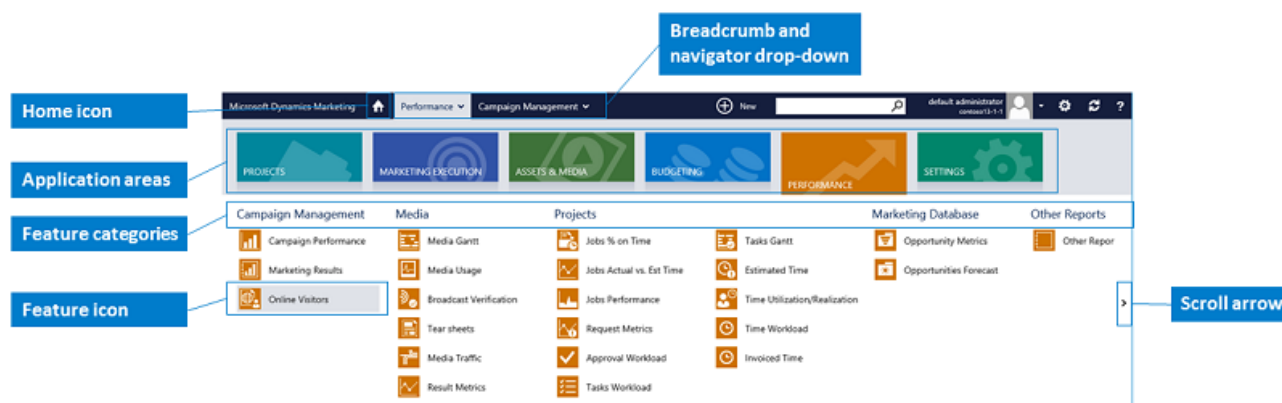 Breadcrumb and
navigator drop-down
Home icon
Microsoft Dynamics Marketing
Performance
Campaign Management
New
default administrator
contoso13-1-1
?
Application areas
PROJECTS
MARKETING EXECUTION
ASSETS & MEDIA
BUDGETING
PERFORMANCE
SETTINGS
Feature categories
Campaign Management
Media
Projects
Marketing Database
Other Reports
Campaign Performance
Media Gantt
Jobs % on Time
Tasks Gantt
Opportunity Metrics
Other Repor
Marketing Results
Media Usage
Jobs Actual vs. Est Time
Estimated Time
Opportunities Forecast
Feature icon
Online Visitors
Broadcast Verification
Jobs Performance
Time Utilization/Realization
Scroll arrow
Tear sheets
Request Metrics
Time Workload
Media Traffic
Approval Workload
Invoiced Time
Result Metrics
Tasks Workload